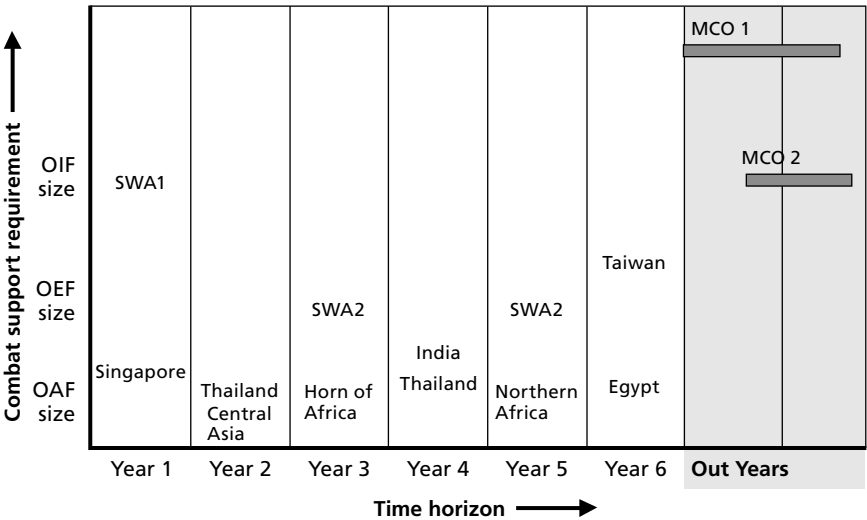 Combat support requirement
OIF
size
OEF
size
OAF
size
MCO 1
MCO 2
SWA1
Singapore
Thailand
Central
Asia
SWA2
Horn of
Africa
India
Thailand
SWA2
Northern
Africa
Taiwan
Egypt
Year 1
Year 2
Year 3
Year 4
Year 5
Year 6
Out Years
Time horizon